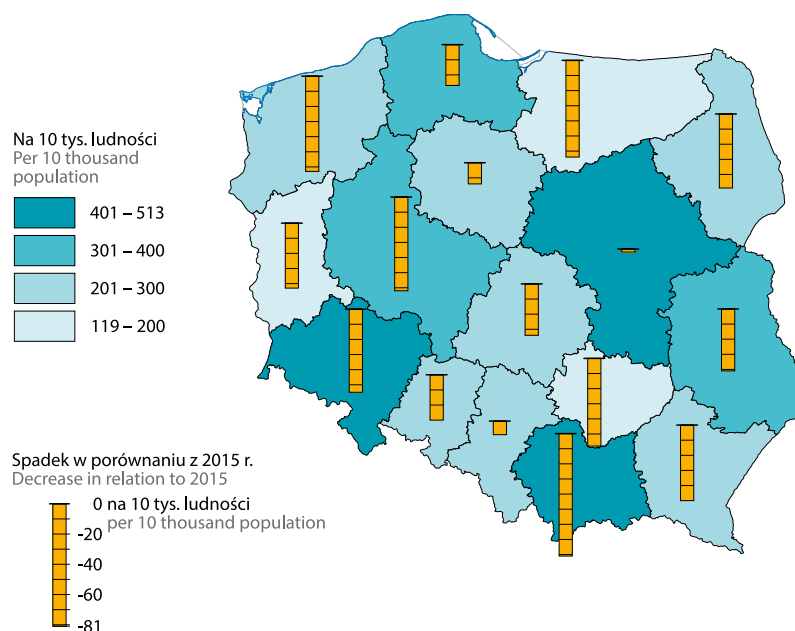 Na 10 tys. ludności
Per 10 thousand
population
401 – 513
301 – 400
201 – 300
119 – 200
Spadek w porównaniu z 2015 r.
Decrease in relation to 2015
0 na 10 tys. ludności
per 10 thousand population
-20
-40
-60
-81